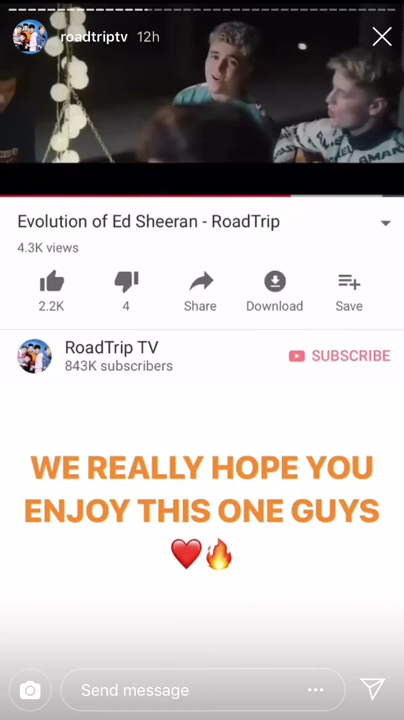 roadtriptv 12h
Evolution of Ed Sheeran - RoadTrip
4.3K views
2.2K 4 Share Download Save
RoadTrip TV
843K subscribers
SUBSCRIBE
WE REALLY HOPE YOU
ENJOY THIS ONE GUYS
❤️🔥
Send message